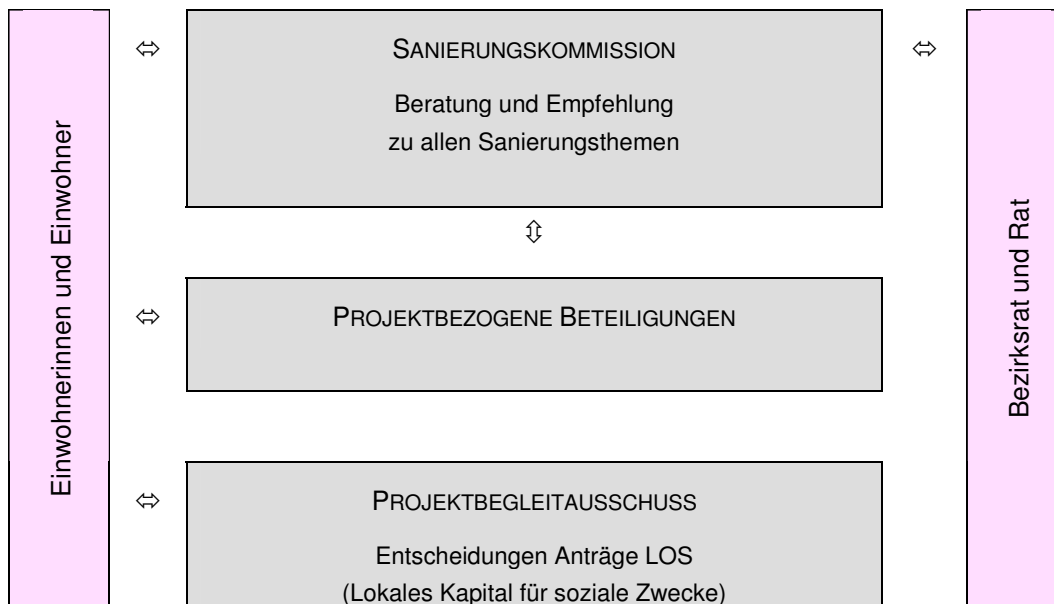 Einwohnerinnen und Einwohner
⇔
SANIERUNGSKOMMISSION
Beratung und Empfehlung
zu allen Sanierungsthemen
⇔
⇕
⇔
PROJEKTBEZOGENE BETEILIGUNGEN
⇔
PROJEKTBEGLEITAUSSCHUSS
Entscheidungen Anträge LOS
(Lokales Kapital für soziale Zwecke)
Bezirksrat und Rat